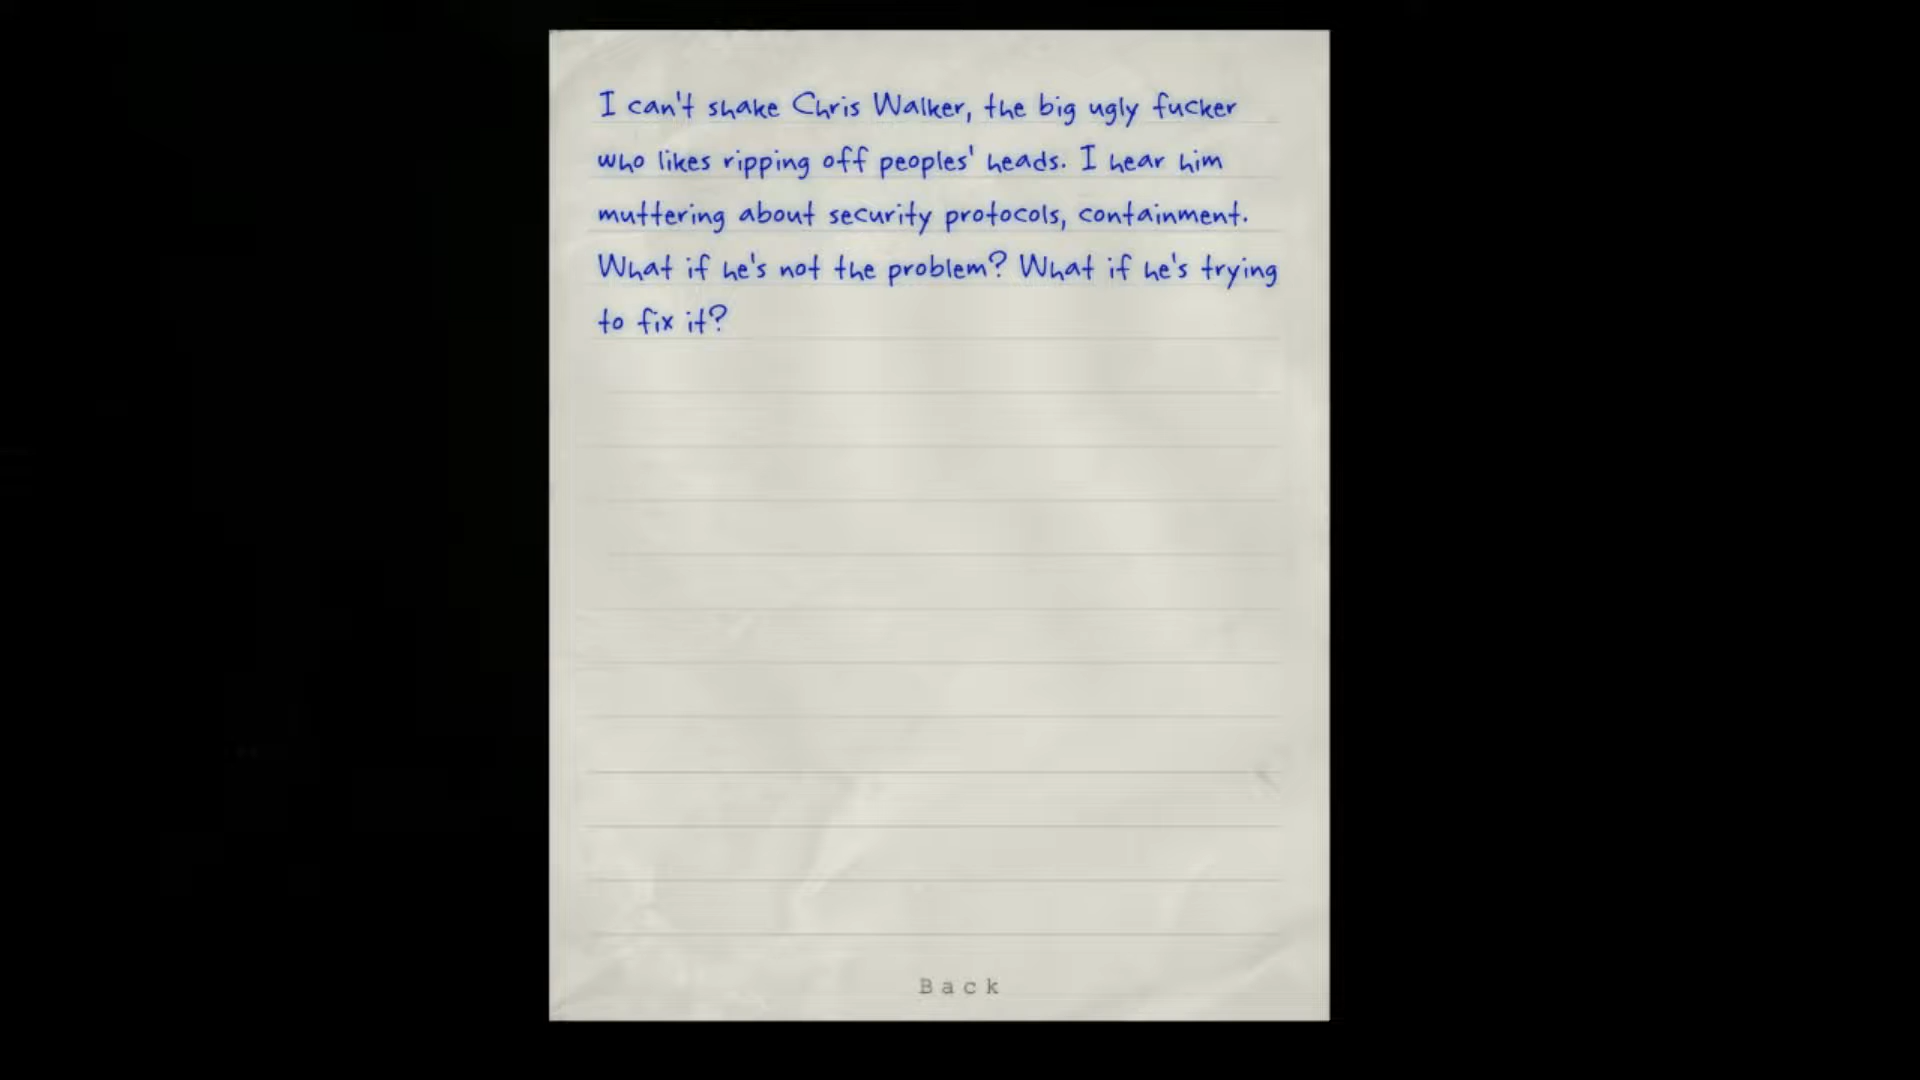 I can't shake Chris Walker, the big ugly fucker
who likes ripping off peoples' heads. I hear him
muttering about security protocols, containment.
What if he's not the problem? What if he's trying
to fix it?
Back